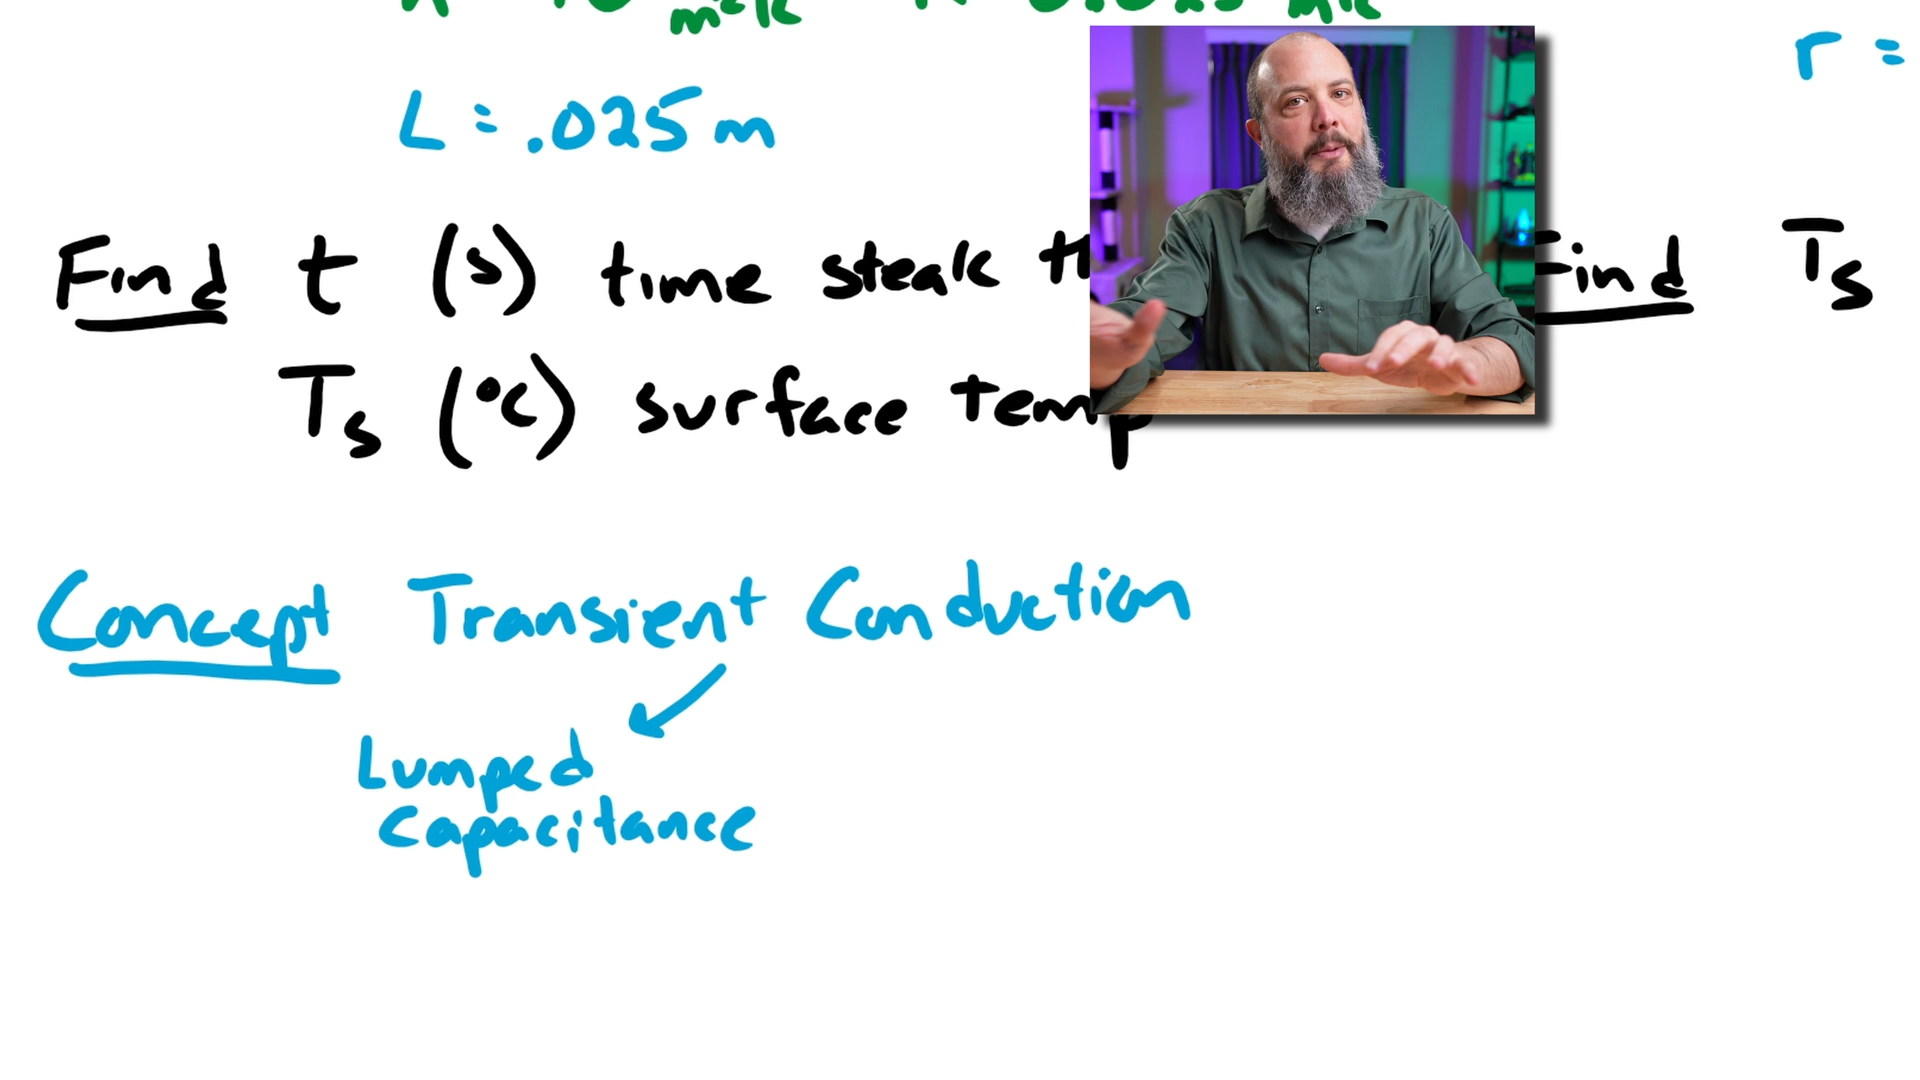 r =
L = .025 m
Find t (s) time steak
Find Ts
Ts (°C) surface temp
Concept Transient Conduction
Lumped
Capacitance